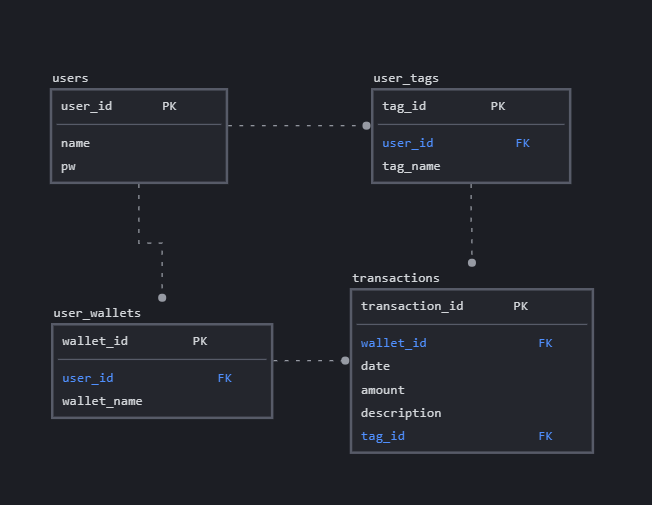 users
user_id PK
name
pw
user_tags
tag_id PK
user_id FK
tag_name
user_wallets
wallet_id PK
user_id FK
wallet_name
transactions
transaction_id PK
wallet_id FK
date
amount
description
tag_id FK